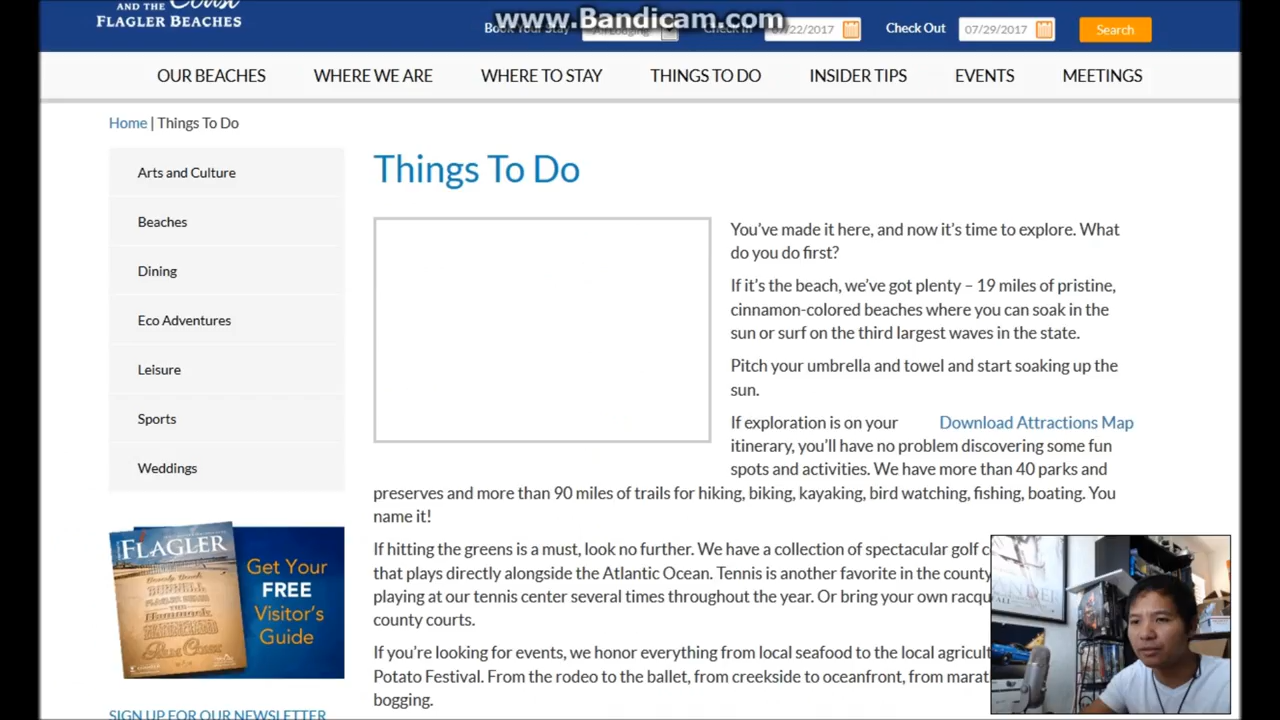 AND THE Coast
FLAGLER BEACHES
www.Bandicam.com
Book Your Stay
Check In
07/22/2017
Check Out
07/29/2017
Search
OUR BEACHES
WHERE WE ARE
WHERE TO STAY
THINGS TO DO
INSIDER TIPS
EVENTS
MEETINGS
Home | Things To Do
Arts and Culture
Beaches
Dining
Eco Adventures
Leisure
Sports
Weddings
FLAGLER
Get Your
FREE
Visitor's
Guide
SIGN UP FOR OUR NEWSLETTER
Things To Do
You've made it here, and now it's time to explore. What
do you do first?
If it's the beach, we've got plenty – 19 miles of pristine,
cinnamon-colored beaches where you can soak in the
sun or surf on the third largest waves in the state.
Pitch your umbrella and towel and start soaking up the
sun.
If exploration is on your
Download Attractions Map
itinerary, you'll have no problem discovering some fun
spots and activities. We have more than 40 parks and
preserves and more than 90 miles of trails for hiking, biking, kayaking, bird watching, fishing, boating. You
name it!
If hitting the greens is a must, look no further. We have a collection of spectacular golf c
that plays directly alongside the Atlantic Ocean. Tennis is another favorite in the county
playing at our tennis center several times throughout the year. Or bring your own racqu
county courts.
If you're looking for events, we honor everything from local seafood to the local agricult
Potato Festival. From the rodeo to the ballet, from creekside to oceanfront, from marat
bogging.